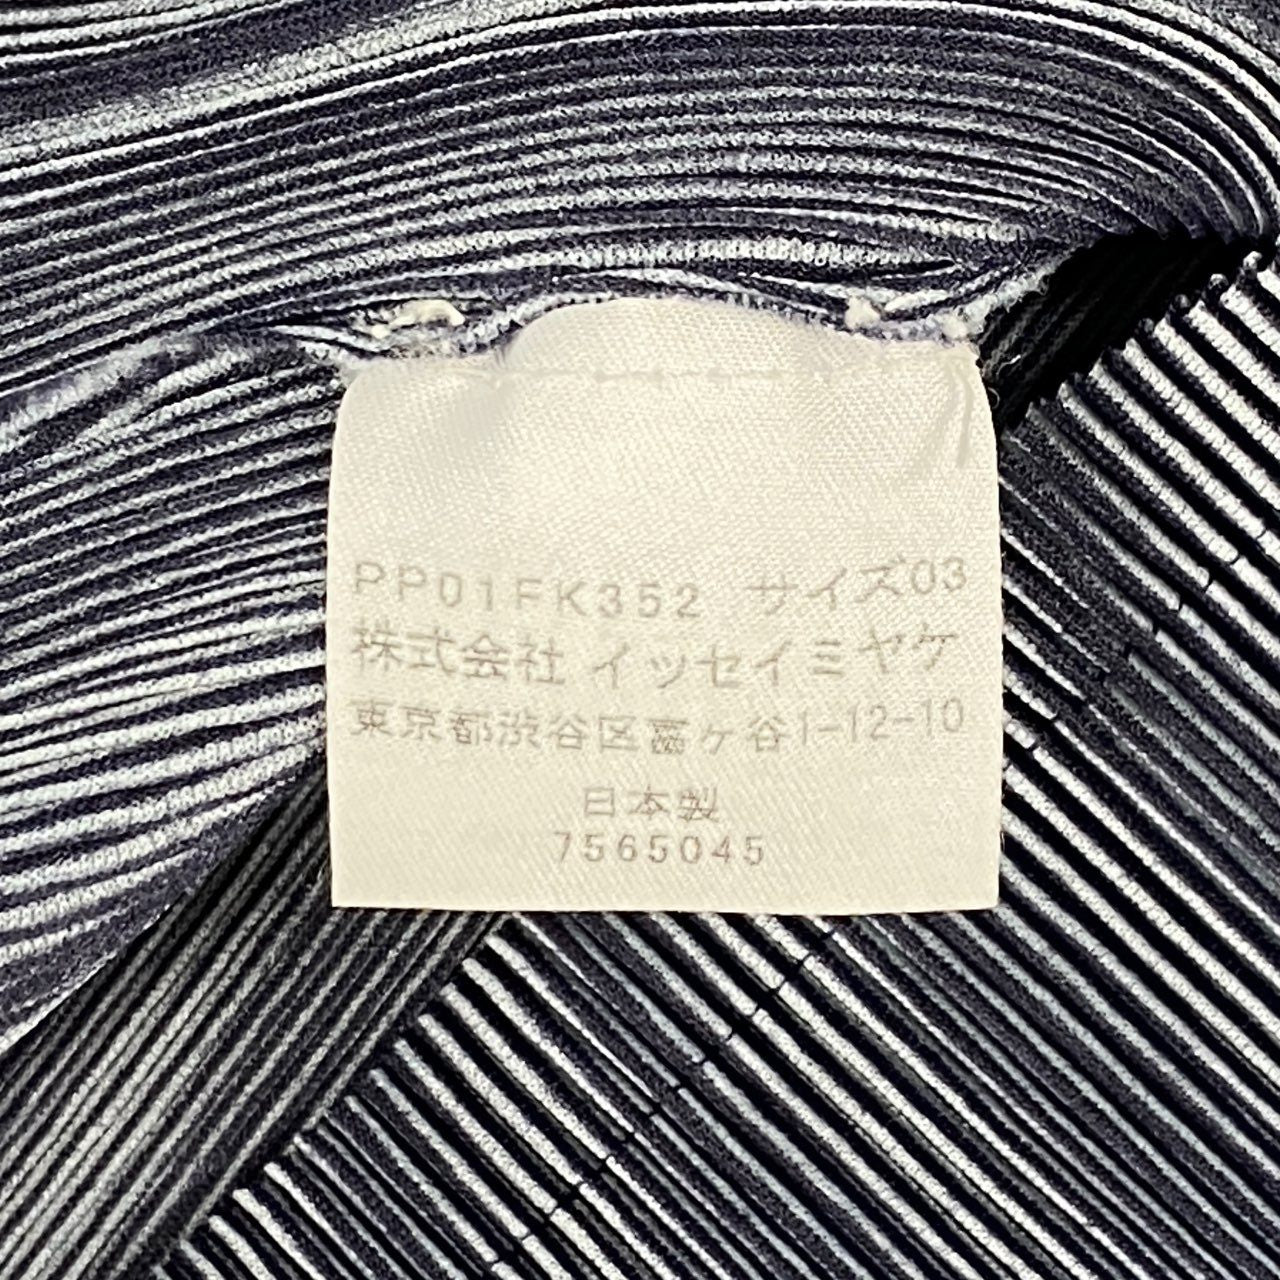 PP01FK352 サイズ03
株式会社 イッセイミヤケ
東京都渋谷区富ヶ谷1-12-10
日本製
7565045